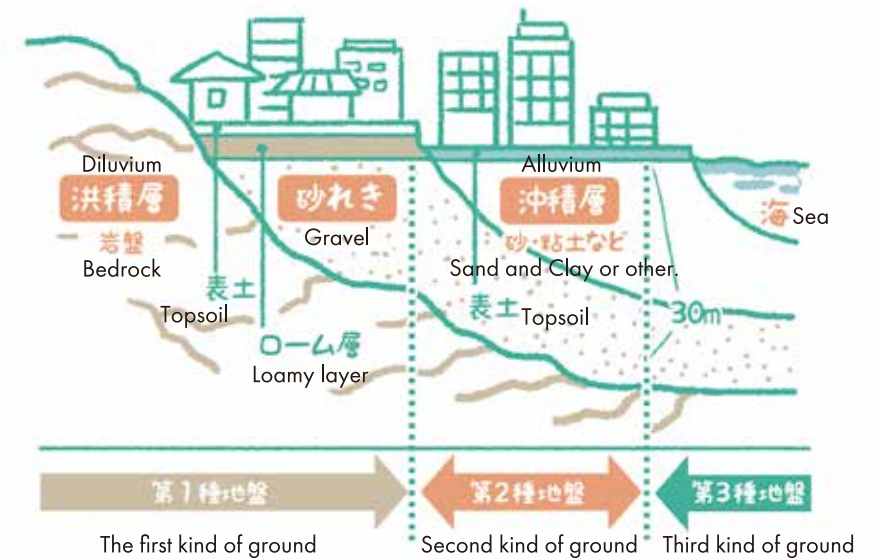 Diluvium
洪積層
岩盤
Bedrock
砂れき
Gravel
表土
Topsoil
ローム層
Loamy layer
Alluvium
沖積層
砂・粘土など
Sand and Clay or other.
表土 Topsoil
海 Sea
30m
第1種地盤
第2種地盤
第3種地盤
The first kind of ground
Second kind of ground
Third kind of ground